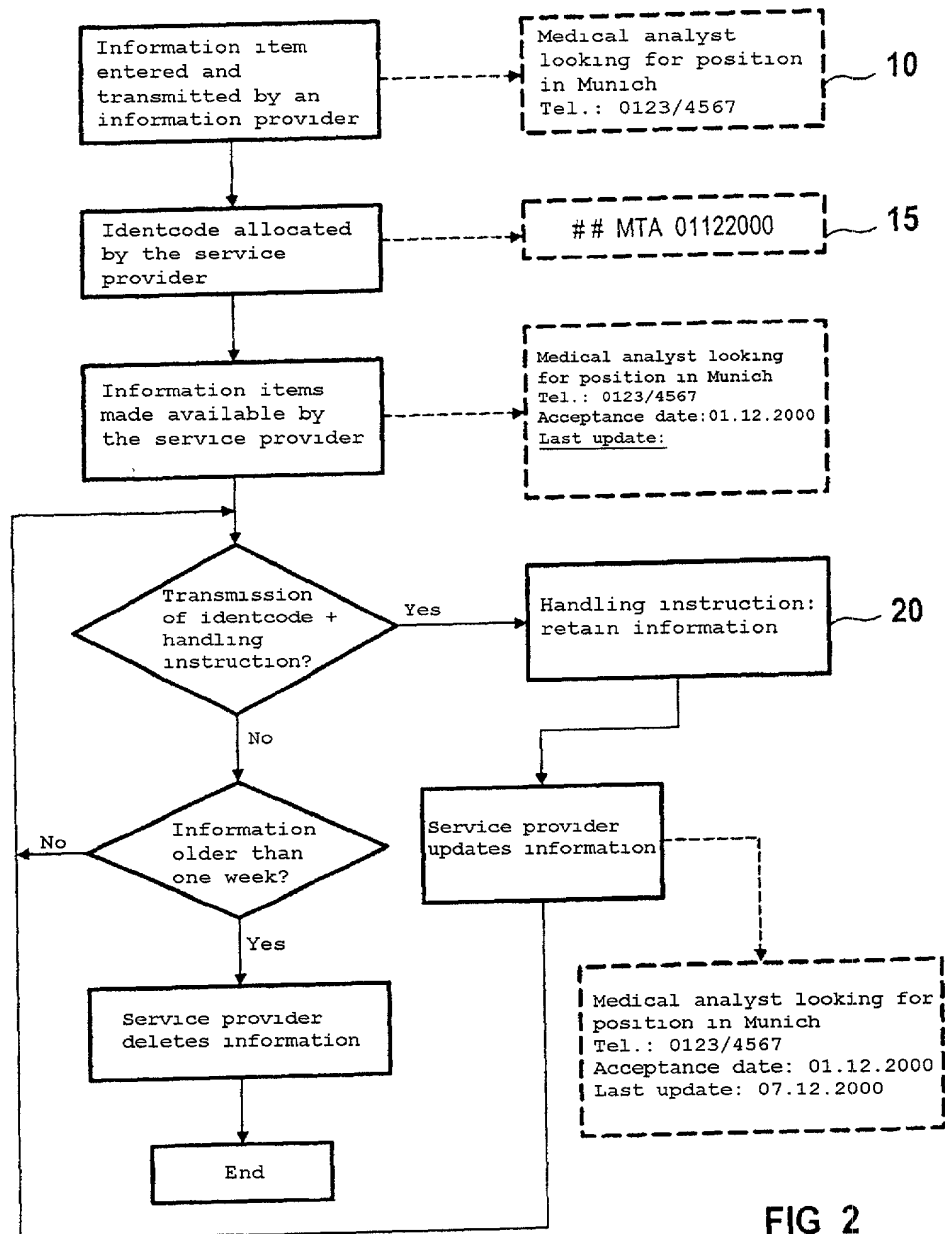 Information item
entered and
transmitted by an
information provider
Medical analyst
looking for position
in Munich
Tel.: 0123/4567
10
Identcode allocated
by the service
provider
## MTA 01122000
15
Information items
made available by
the service provider
Medical analyst looking
for position in Munich
Tel.: 0123/4567
Acceptance date:01.12.2000
Last update:
Transmission
of identcode +
handling
instruction?
Yes
Handling instruction:
retain information
20
No
Information
older than
one week?
No
Service provider
updates information
Yes
Service provider
deletes information
Medical analyst looking for
position in Munich
Tel.: 0123/4567
Acceptance date: 01.12.2000
Last update: 07.12.2000
End
FIG 2